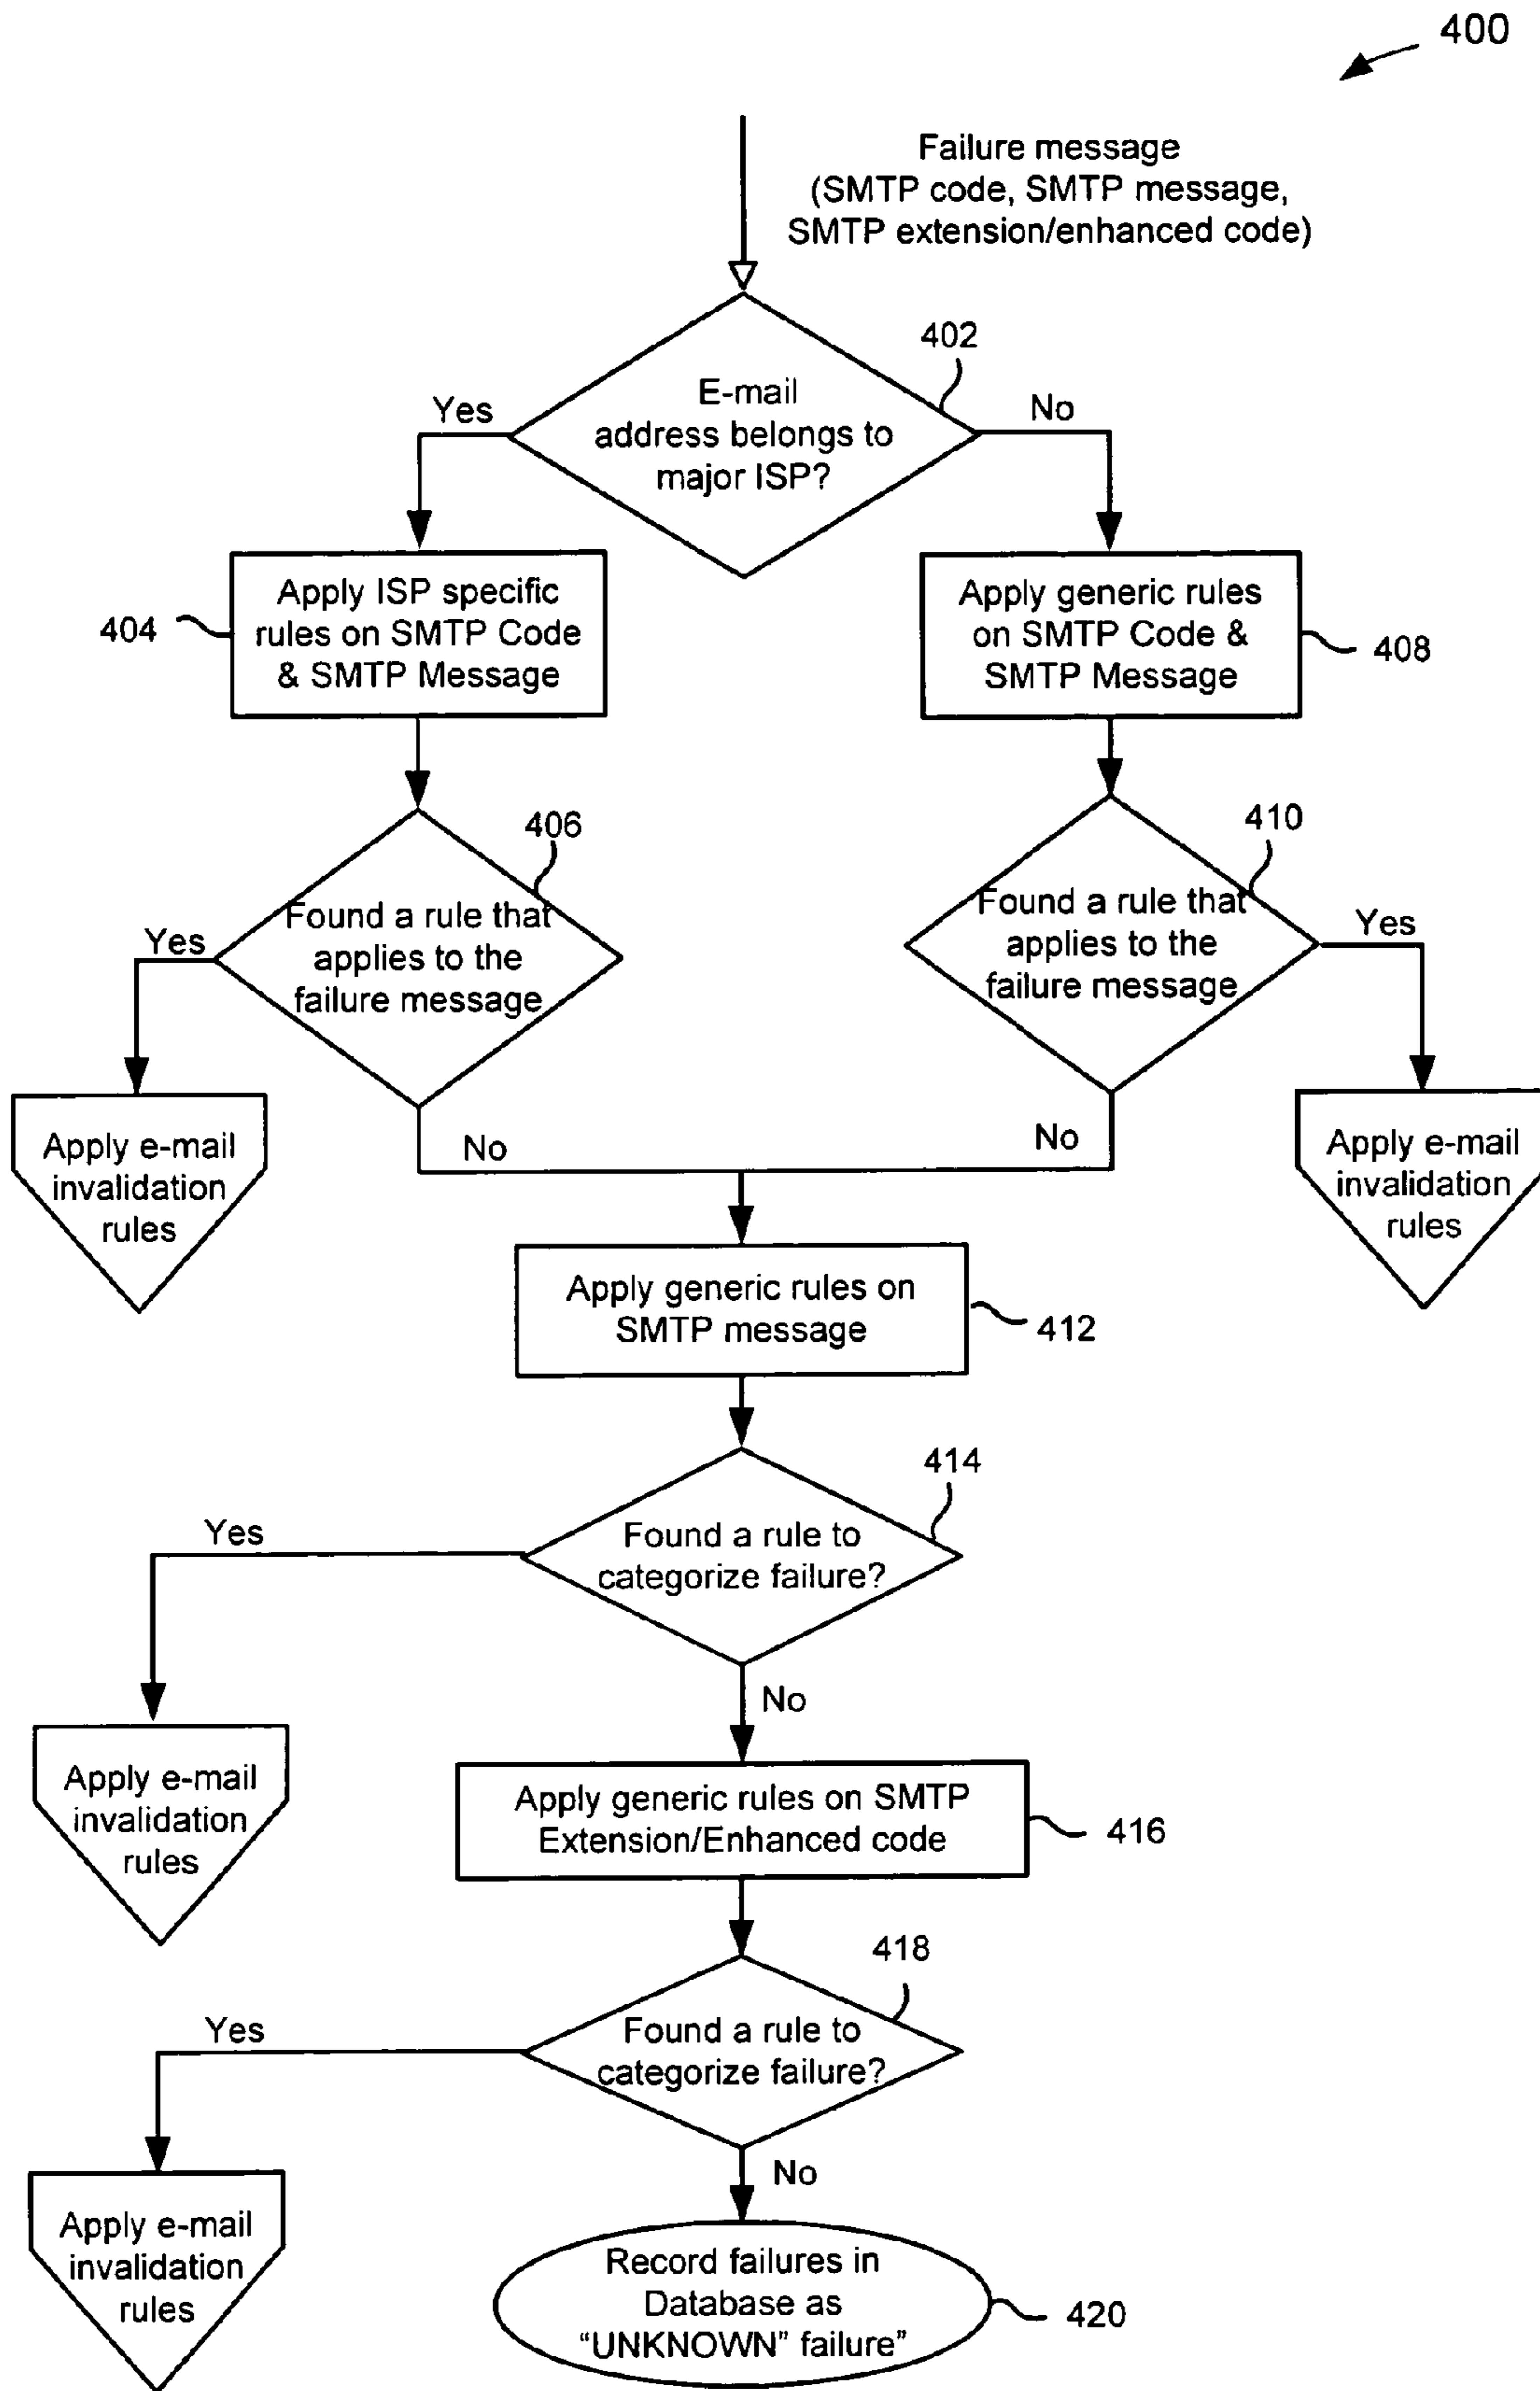 400
Failure message
(SMTP code, SMTP message,
SMTP extension/enhanced code)
402
E-mail
address belongs to
major ISP?
Yes
No
Apply ISP specific
rules on SMTP Code
& SMTP Message
404
Apply generic rules
on SMTP Code &
SMTP Message
408
406
Found a rule that
applies to the
failure message
Yes
No
410
Found a rule that
applies to the
failure message
Yes
No
Apply e-mail
invalidation
rules
Apply e-mail
invalidation
rules
Apply generic rules on
SMTP message
412
414
Found a rule to
categorize failure?
Yes
No
Apply e-mail
invalidation
rules
Apply generic rules on SMTP
Extension/Enhanced code
416
418
Found a rule to
categorize failure?
Yes
No
Apply e-mail
invalidation
rules
Record failures in
Database as
“UNKNOWN” failure”
420